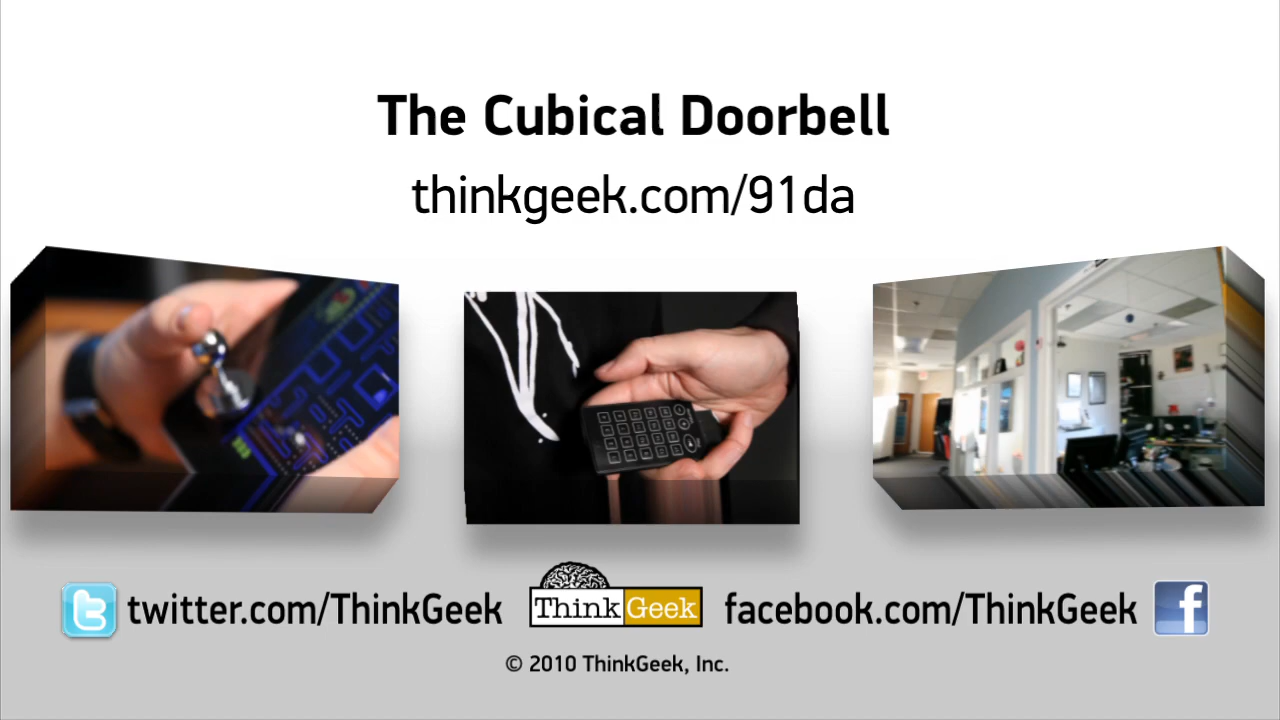 The Cubical Doorbell
thinkgeek.com/91da
twitter.com/ThinkGeek
ThinkGeek
facebook.com/ThinkGeek
© 2010 ThinkGeek, Inc.